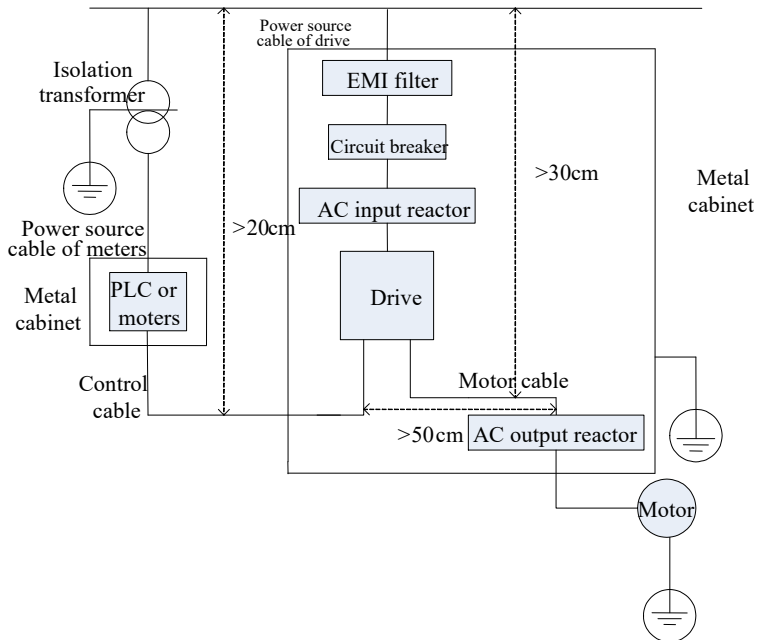 Power source
cable of drive
Isolation
transformer
EMI filter
Circuit breaker
>30cm
Metal
cabinet
AC input reactor
Power source
cable of meters
>20cm
PLC or
moters
Metal
cabinet
Drive
Control
cable
Motor cable
>50cm
AC output reactor
Motor